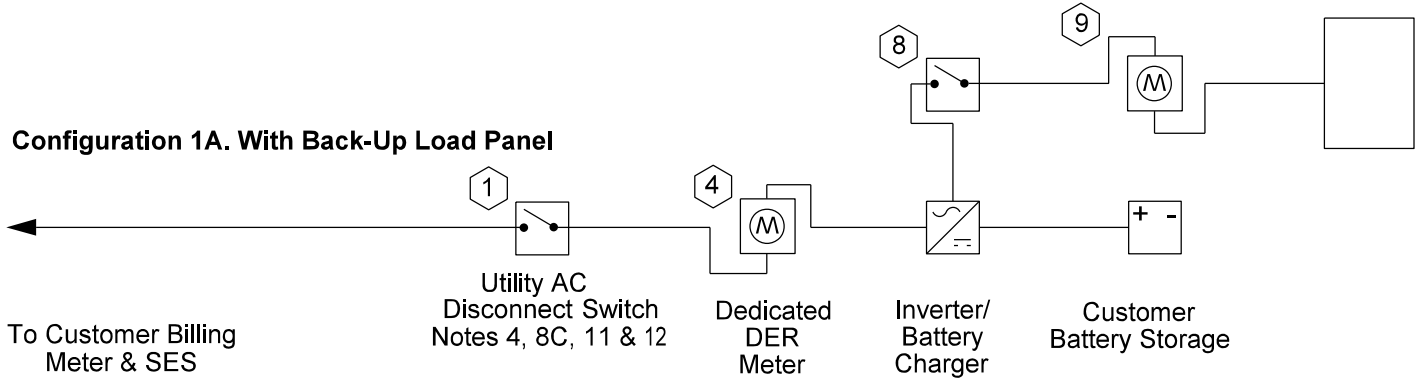 8
9
Configuration 1A. With Back-Up Load Panel
1
4
M
M
+ -
Utility AC
Disconnect Switch
Notes 4, 8C, 11 & 12
Dedicated
DER
Meter
Inverter/
Battery
Charger
Customer
Battery Storage
To Customer Billing
Meter & SES